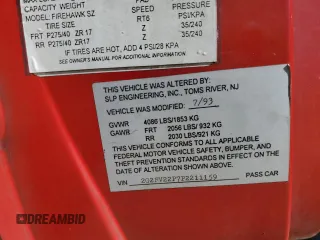 CAPACITY WEIGHT
MODEL: FIREHAWK SZ
TIRE SIZE
FRT P275/40 ZR 17
RR P275/40 ZR17
RT6
Z
Z
SPEED PRESSURE
PSI/KPA
35/240
35/240
IF TIRES ARE HOT, ADD 4 PSI/28 KPA
SEE OWNER'S MANUAL FOR ADDITIONAL INFORMATION
THIS VEHICLE WAS ALTERED BY:
SLP ENGINEERING, INC., TOMS RIVER, NJ
VEHICLE WAS MODIFIED: 7/93
GVWR 4086 LBS/1853 KG
GAWR FRT 2056 LBS/ 932 KG
RR 2030 LBS/921 KG
THIS VEHICLE CONFORMS TO ALL APPLICABLE
FEDERAL MOTOR VEHICLE SAFETY, BUMPER, AND
THEFT PREVENTION STANDARDS IN EFFECT ON THE
DATE OF ALTERATION SHOWN ABOVE.
VIN PASS CAR
DREAMBID